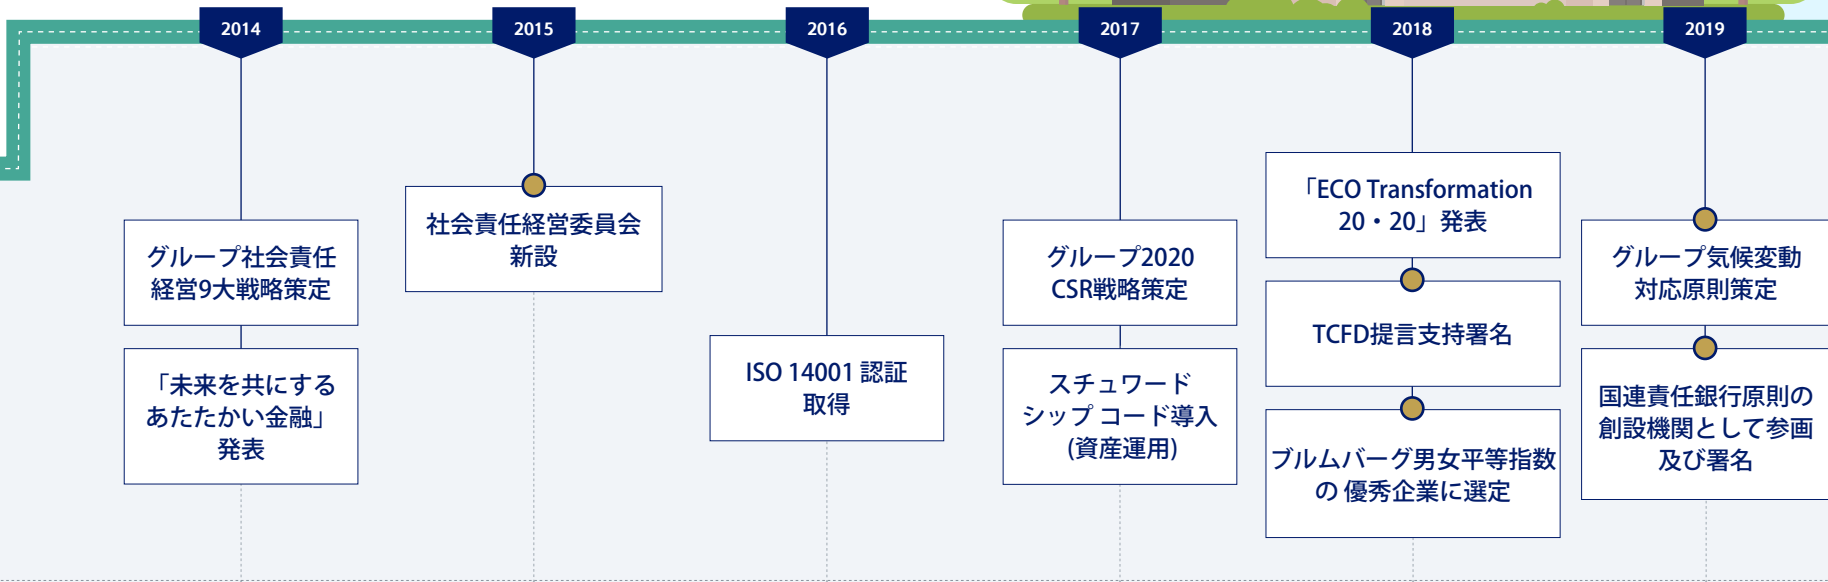 2014
2015
2016
2017
2018
2019
グループ社会責任
経営9大戦略策定
「未来を共にする
あたたかい金融」
発表
社会責任経営委員会
新設
ISO 14001 認証
取得
グループ2020
CSR戦略策定
スチュワード
シップ コード導入
(資産運用)
「ECO Transformation
20・20」発表
TCFD提言支持署名
ブルムバーグ男女平等指数
の 優秀企業に選定
グループ気候変動
対応原則策定
国連責任銀行原則の
創設機関として参画
及び署名